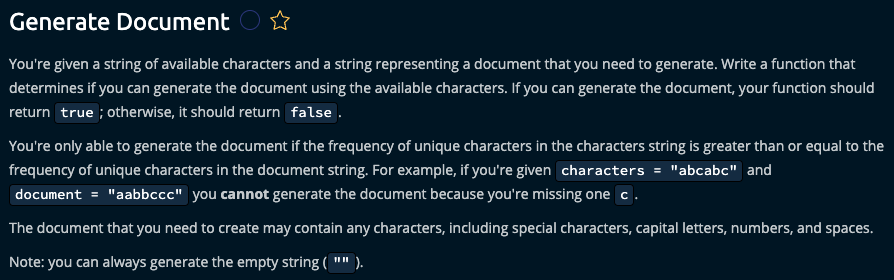 Generate Document
You're given a string of available characters and a string representing a document that you need to generate. Write a function that
determines if you can generate the document using the available characters. If you can generate the document, your function should
return true ; otherwise, it should return false .
You're only able to generate the document if the frequency of unique characters in the characters string is greater than or equal to the
frequency of unique characters in the document string. For example, if you're given characters = "abcabc" and
document = "aabbccc" you cannot generate the document because you're missing one c .
The document that you need to create may contain any characters, including special characters, capital letters, numbers, and spaces.
Note: you can always generate the empty string ( "" ).